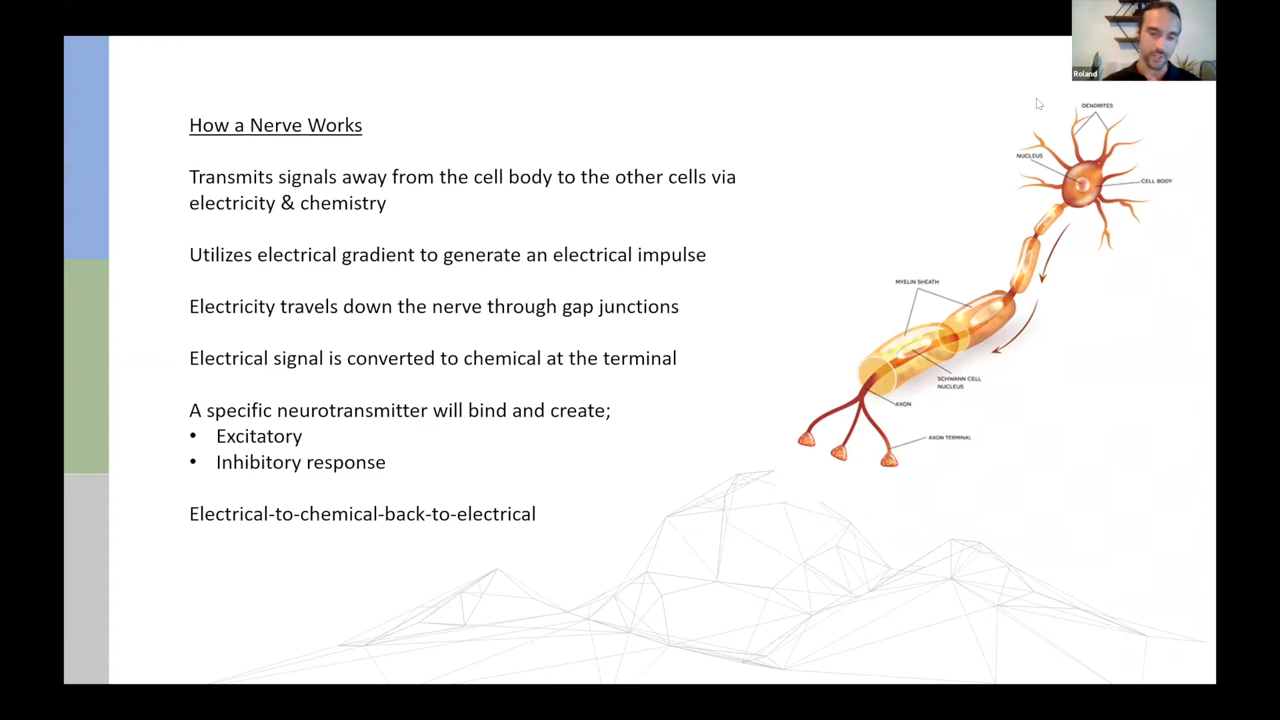 Roland
How a Nerve Works
Transmits signals away from the cell body to the other cells via
electricity & chemistry
Utilizes electrical gradient to generate an electrical impulse
Electricity travels down the nerve through gap junctions
Electrical signal is converted to chemical at the terminal
A specific neurotransmitter will bind and create;
• Excitatory
• Inhibitory response
Electrical-to-chemical-back-to-electrical
DENDRITES
NUCLEUS
CELL BODY
MYELIN SHEATH
SCHWANN CELL
NUCLEUS
AXON
AXON TERMINAL